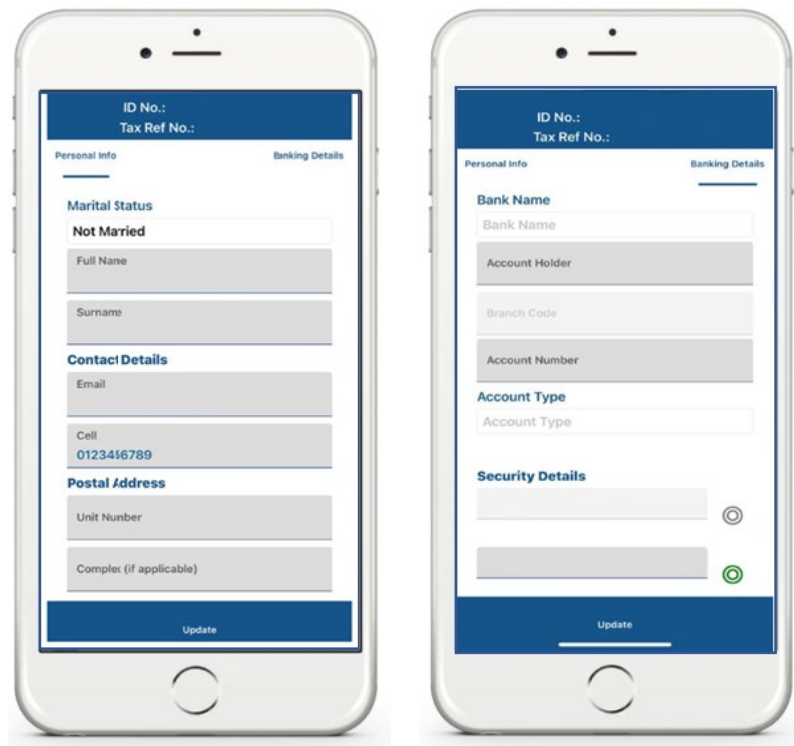 ID No.:
Tax Ref No.:
Personal Info
Banking Details
Marital Status
Not Married
Full Name
Surname
Contact Details
Email
Cell
0123456789
Postal Address
Unit Number
Complex (if applicable)
Update
ID No.:
Tax Ref No.:
Personal Info
Banking Details
Bank Name
Bank Name
Account Holder
Branch Code
Account Number
Account Type
Account Type
Security Details
Update